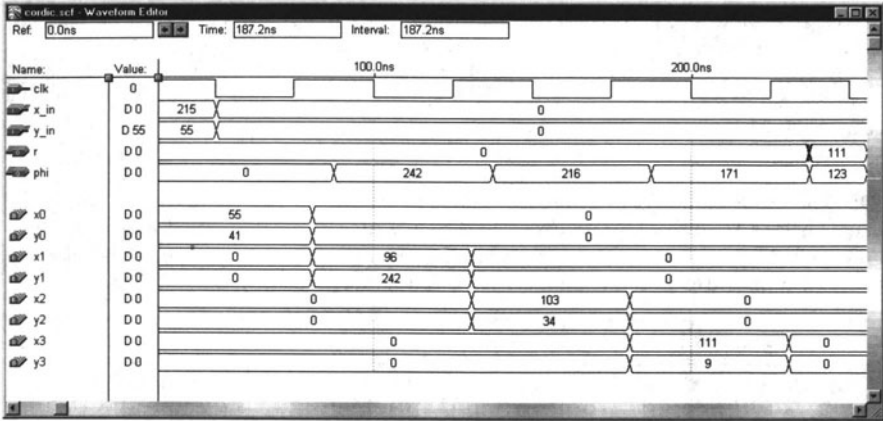 cordic.scf - Waveform Editor
Ref: 0.0ns Time: 187.2ns Interval: 187.2ns
Name: Value: 100.0ns 200.0ns
clk 0
x_in D 0 215 0
y_in D 55 55 0
r D 0 0 111
phi D 0 0 242 216 171 123
x0 D 0 55 0
y0 D 0 41 0
x1 D 0 0 96 0
y1 D 0 0 242 0
x2 D 0 0 103 0
y2 D 0 0 34 0
x3 D 0 0 111 0
y3 D 0 0 9 0